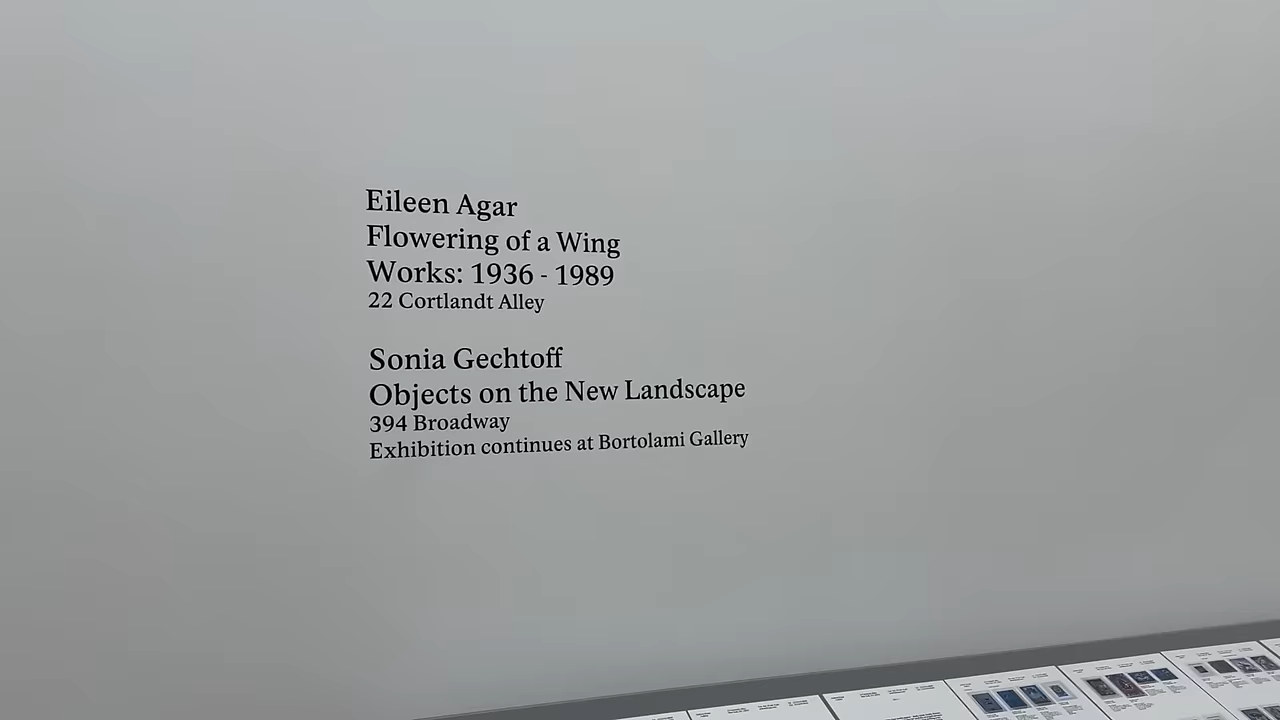 Eileen Agar
Flowering of a Wing
Works: 1936 - 1989
22 Cortlandt Alley
Sonia Gechtoff
Objects on the New Landscape
394 Broadway
Exhibition continues at Bortolami Gallery